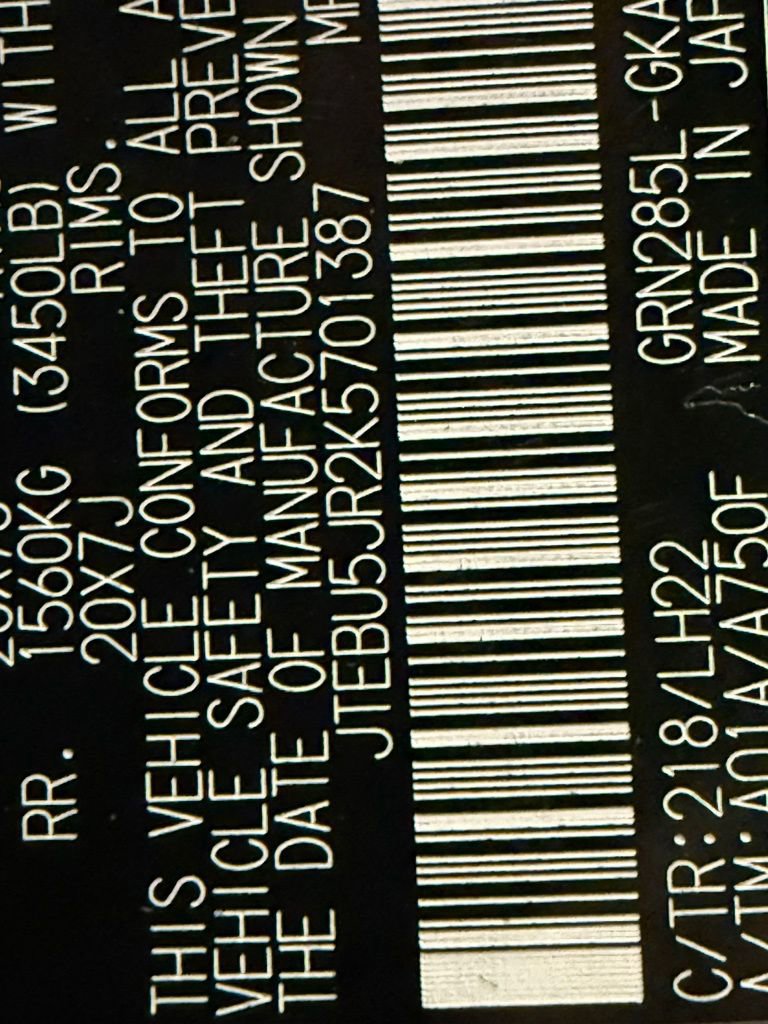 WITH
1560KG (3450LB)
RR. 20X7J RIMS.
THIS VEHICLE CONFORMS TO ALL A
VEHICLE SAFETY AND THEFT PREVE
THE DATE OF MANUFACTURE SHOWN
JTEBU5JR2K5701387
C/TR:218/LH22 GRN285L-GKA
A/TM:A01A/A750F MADE IN JAP